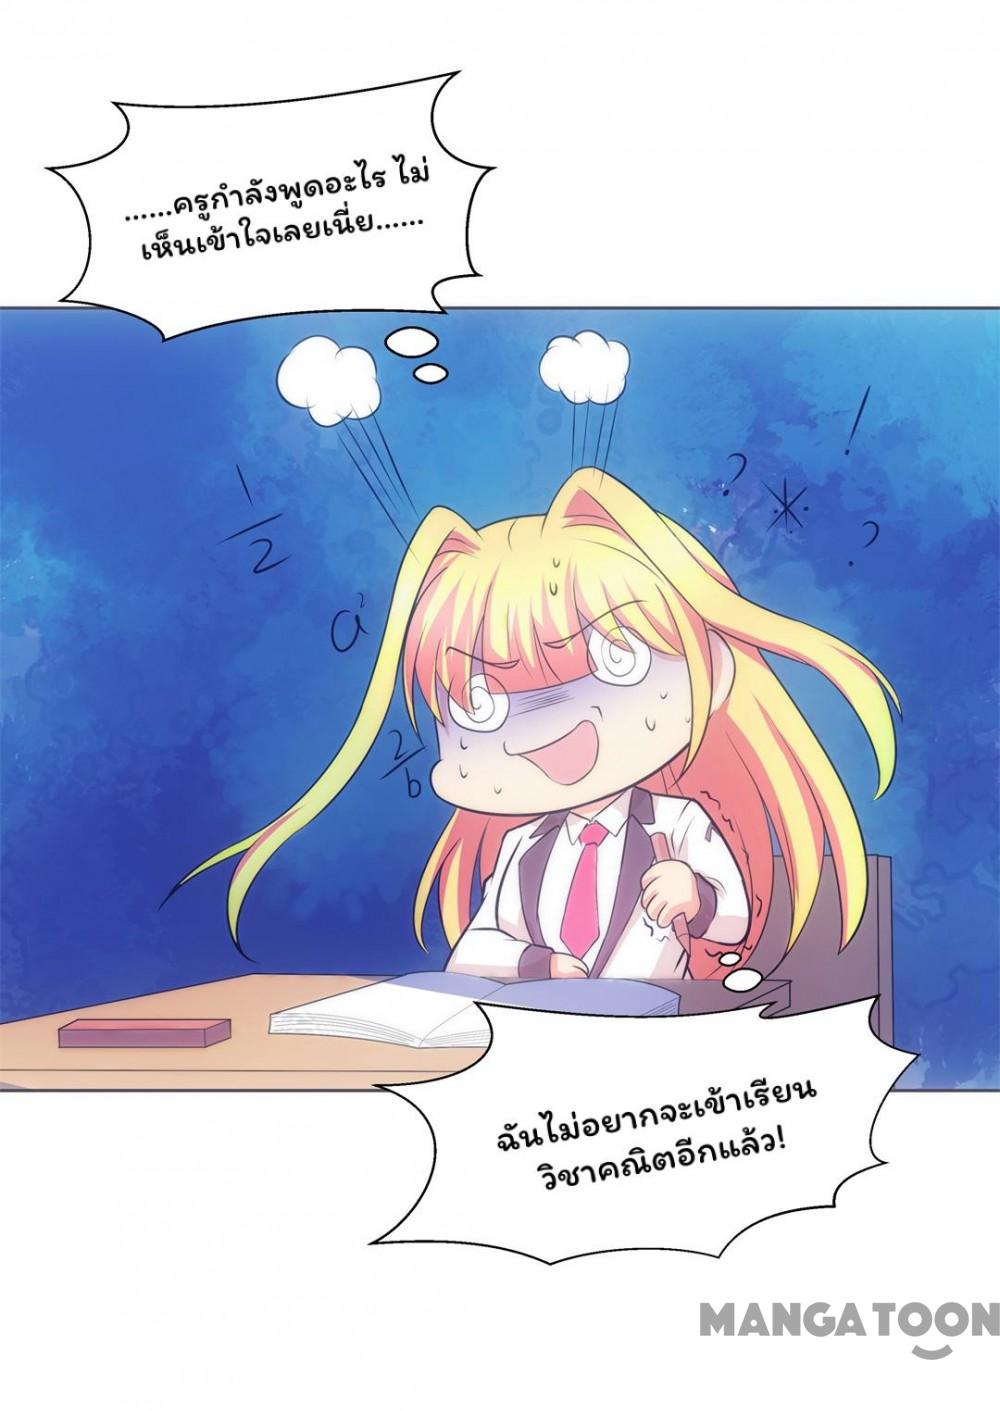 ......ครูกำลังพูดอะไร ไม่
เห็นเข้าใจเลยเนี่ย......
1
2
a²
2
b
?
?
!
ฉันไม่อยากจะเข้าเรียน
วิชาคณิตอีกแล้ว!
MANGATOON